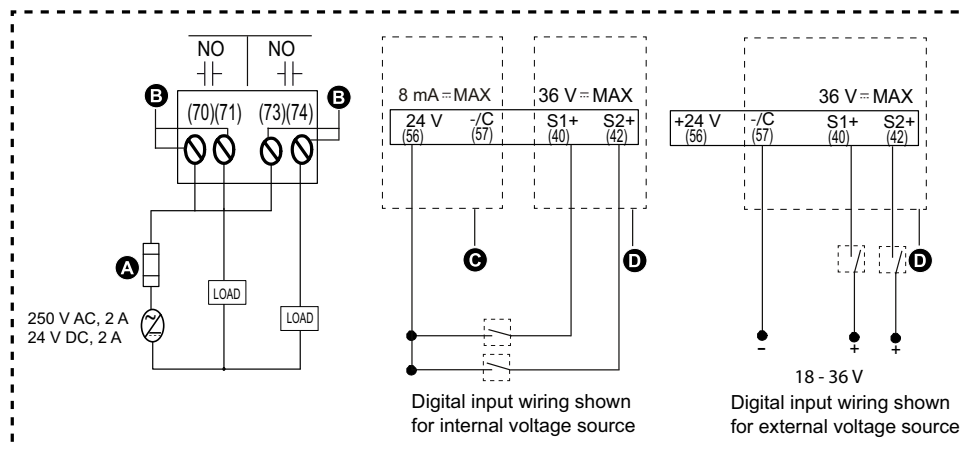 NO NO
B B
(70)(71) (73)(74)
A
LOAD
LOAD
250 V AC, 2 A
24 V DC, 2 A
8 mA ⎓ MAX 36 V ⎓ MAX
24 V -/C S1+ S2+
(56) (57) (40) (42)
C D
Digital input wiring shown
for internal voltage source
36 V ⎓ MAX
+24 V -/C S1+ S2+
(56) (57) (40) (42)
D
- + +
18 - 36 V
Digital input wiring shown
for external voltage source